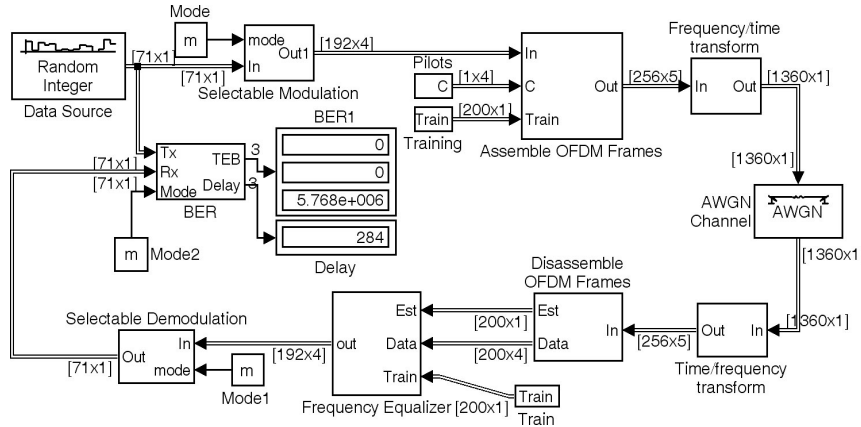 Mode
m
mode
In
Out1
Selectable Modulation
[71x1]
[71x1]
[192x4]
Random
Integer
Data Source
Pilots
C
[1x4]
Train
[200x1]
Training
In
C
Train
Out
Assemble OFDM Frames
[256x5]
Frequency/time
transform
In
Out
[1360x1]
[1360x1]
AWGN
Channel
AWGN
[1360x1
[1360x1]
BER1
0
0
5.768e+006
284
Delay
Tx
Rx
Mode
TEB
Delay
3
3
BER
[71x1]
[71x1]
m
Mode2
Selectable Demodulation
Out
In
mode
[71x1]
m
Mode1
[192x4]
Est
out
Data
Train
Frequency Equalizer
[200x1]
Train
Train
[200x1]
[200x4]
Disassemble
OFDM Frames
Est
Data
In
[256x5]
Out
In
Time/frequency
transform